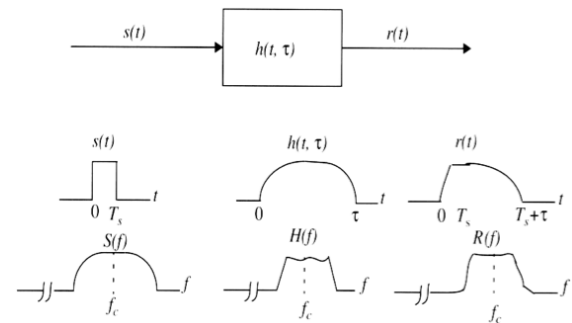 s(t) h(t, τ) r(t)
s(t) h(t, τ) r(t)
t t t
0 T_s 0 τ 0 T_s T_s+τ
S(f) H(f) R(f)
f f f
f_c f_c f_c